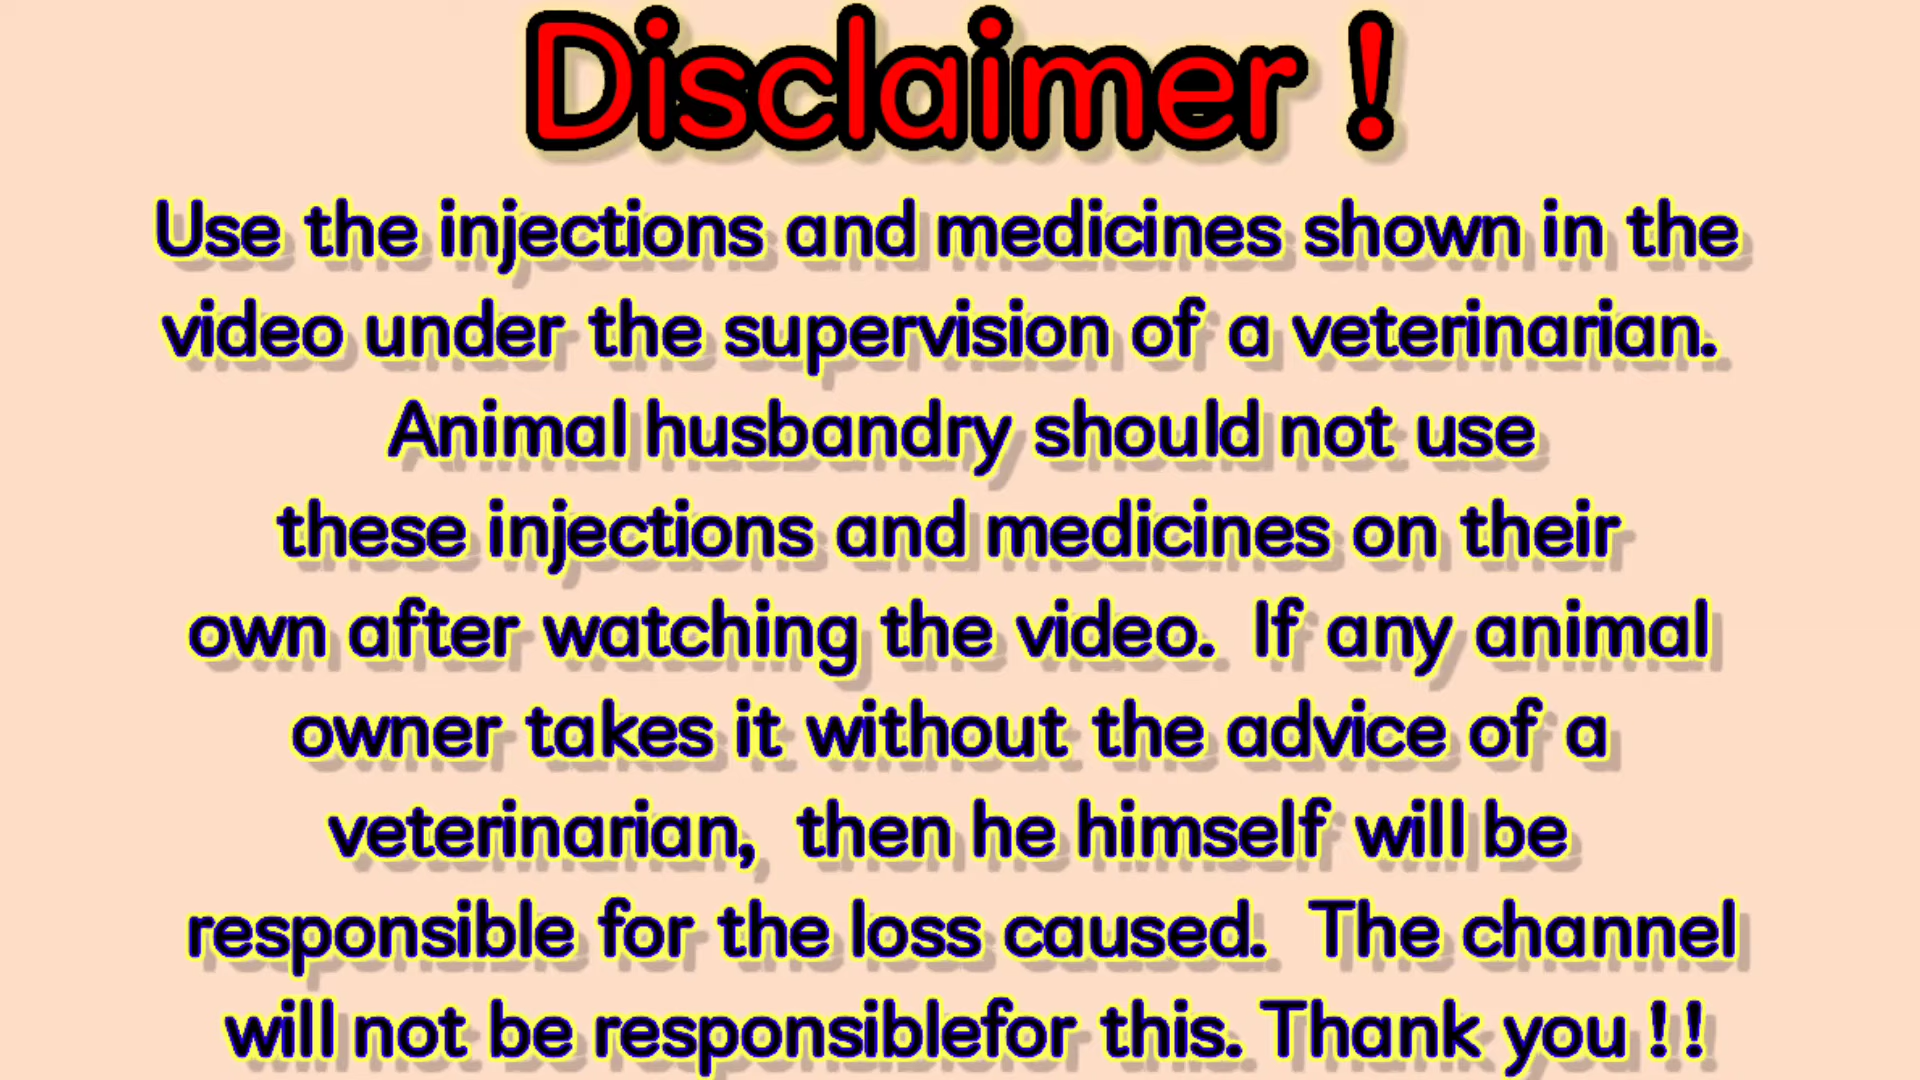 Disclaimer !
Use the injections and medicines shown in the
video under the supervision of a veterinarian.
Animal husbandry should not use
these injections and medicines on their
own after watching the video. If any animal
owner takes it without the advice of a
veterinarian, then he himself will be
responsible for the loss caused. The channel
will not be responsiblefor this. Thank you !!